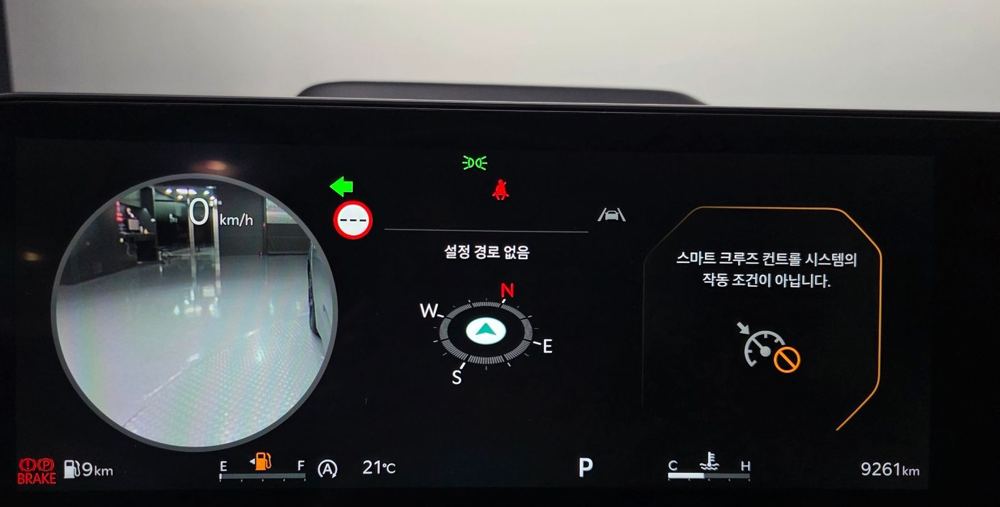 0 km/h
---
설정 경로 없음
N
W
E
S
스마트 크루즈 컨트롤 시스템의
작동 조건이 아닙니다.
BRAKE
9km
E F
A
21°C
P
C H
9261km